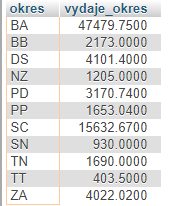 okres vydaje_okres
BA 47479.7500
BB 2173.0000
DS 4101.4000
NZ 1205.0000
PD 3170.7400
PP 1653.0400
SC 15632.6700
SN 930.0000
TN 1690.0000
TT 403.5000
ZA 4022.0200